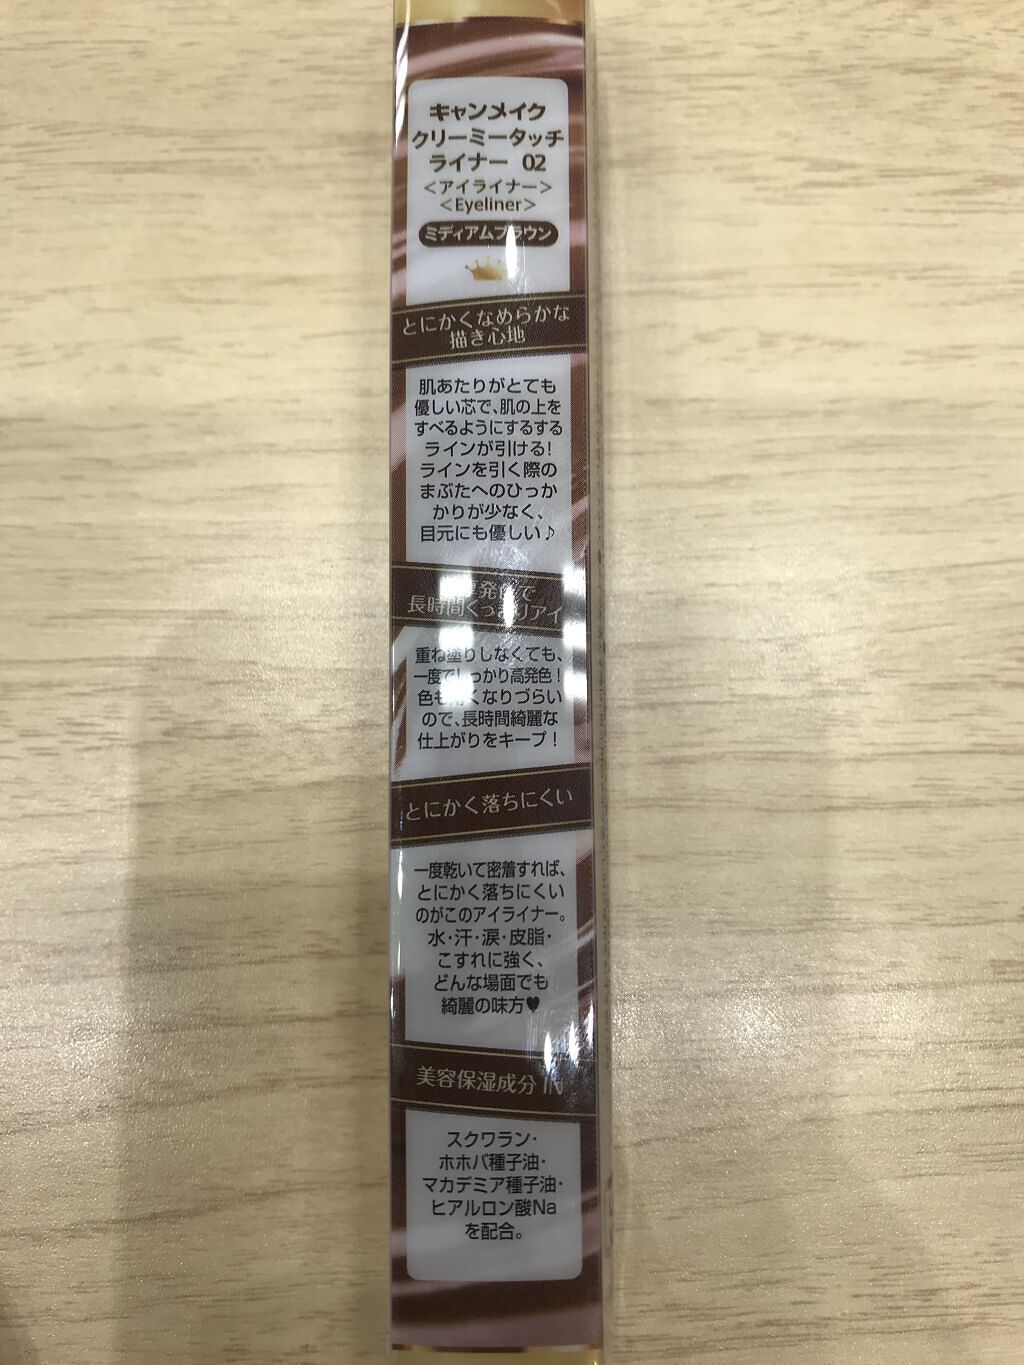 キャンメイク
クリーミータッチ
ライナー 02
<アイライナー>
<Eyeliner>
ミディアムブラウン
とにかくなめらかな
描き心地
肌あたりがとても
優しい芯で、肌の上を
すべるようにするする
ラインが引ける!
ラインを引く際の
まぶたへのひっか
かりが少なく、
目元にも優しい♪
発色で
長時間くっきりアイ
重ね塗りしなくても、
一度でしっかり高発色!
色も薄くなりづらい
ので、長時間綺麗な
仕上がりをキープ!
とにかく落ちにくい
一度乾いて密着すれば、
とにかく落ちにくい
のがこのアイライナー。
水・汗・涙・皮脂・
こすれに強く、
どんな場面でも
綺麗の味方♥
美容保湿成分 IN
スクワラン・
ホホバ種子油・
マカデミア種子油・
ヒアルロン酸Na
を配合。